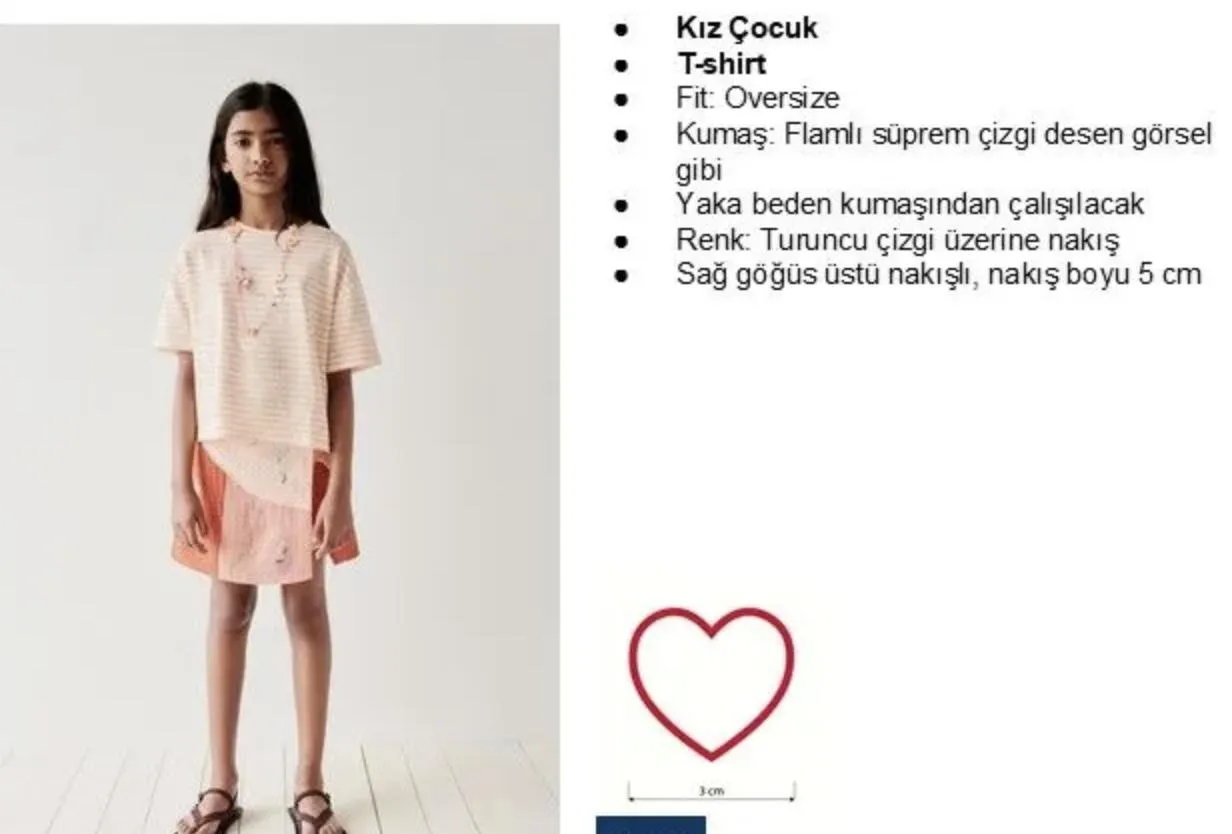 Kız Çocuk
T-shirt
Fit: Oversize
Kumaş: Flamlı süprem çizgi desen görsel
gibi
Yaka beden kumaşından çalışılacak
Renk: Turuncu çizgi üzerine nakış
Sağ göğüs üstü nakışlı, nakış boyu 5 cm
3 cm